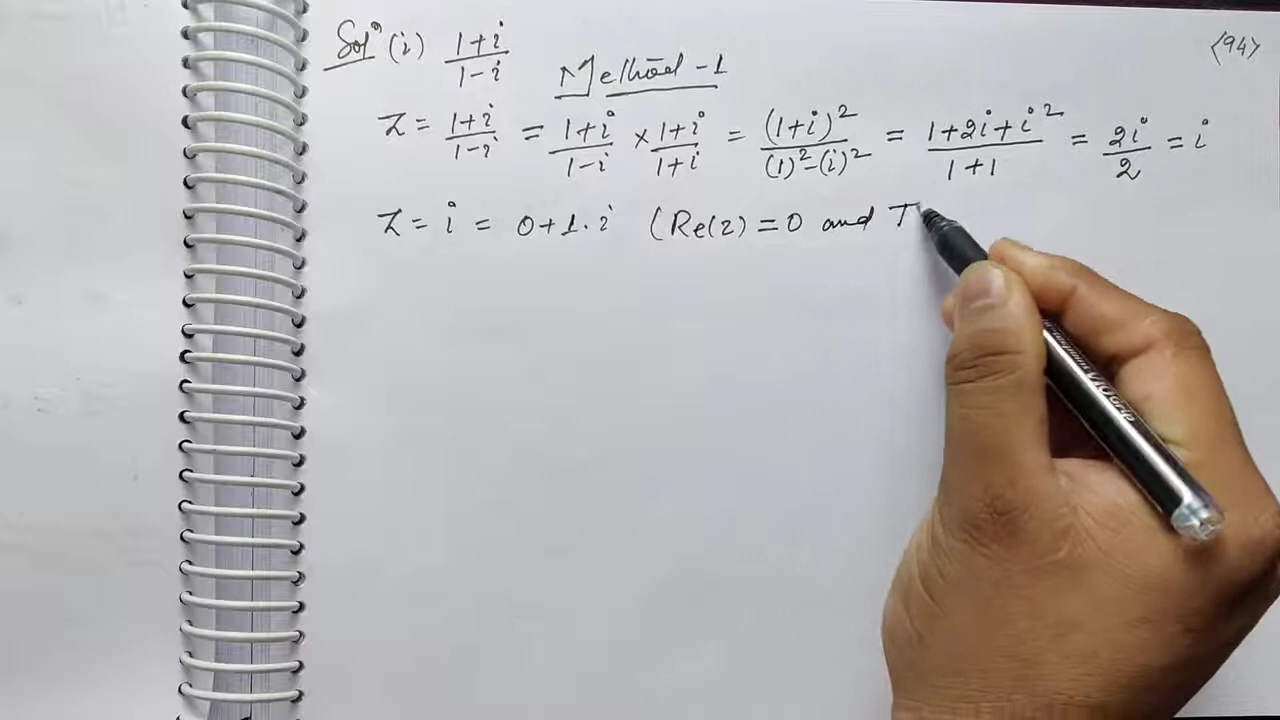 Solⁿ (i) 1+i/1-i
Method -1
<94>
Z = 1+i/1-i = 1+i/1-i × 1+i/1+i = (1+i)²/(1)²-(i)² = 1+2i+i²/1+1 = 2i/2 = i
Z = i = 0+1.i (Re(z) = 0 and I